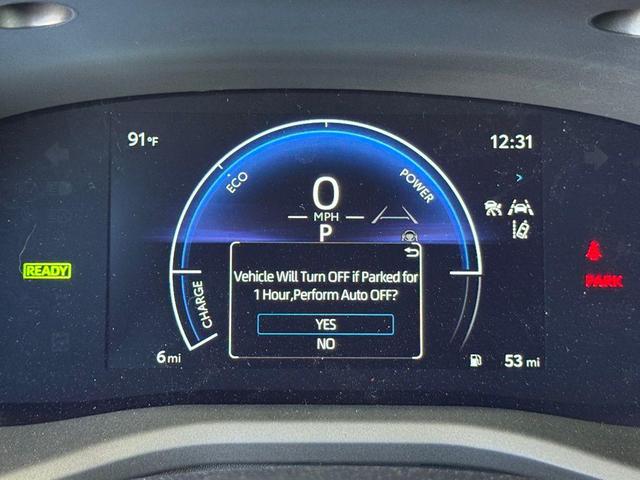 91°F
12:31
ECO
POWER
0
MPH
P
READY
PARK
CHARGE
Vehicle Will Turn OFF if Parked for
1 Hour,Perform Auto OFF?
YES
NO
6 mi
53 mi